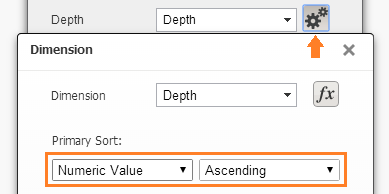 Depth Depth
Dimension
Dimension Depth fx
Primary Sort:
Numeric Value Ascending